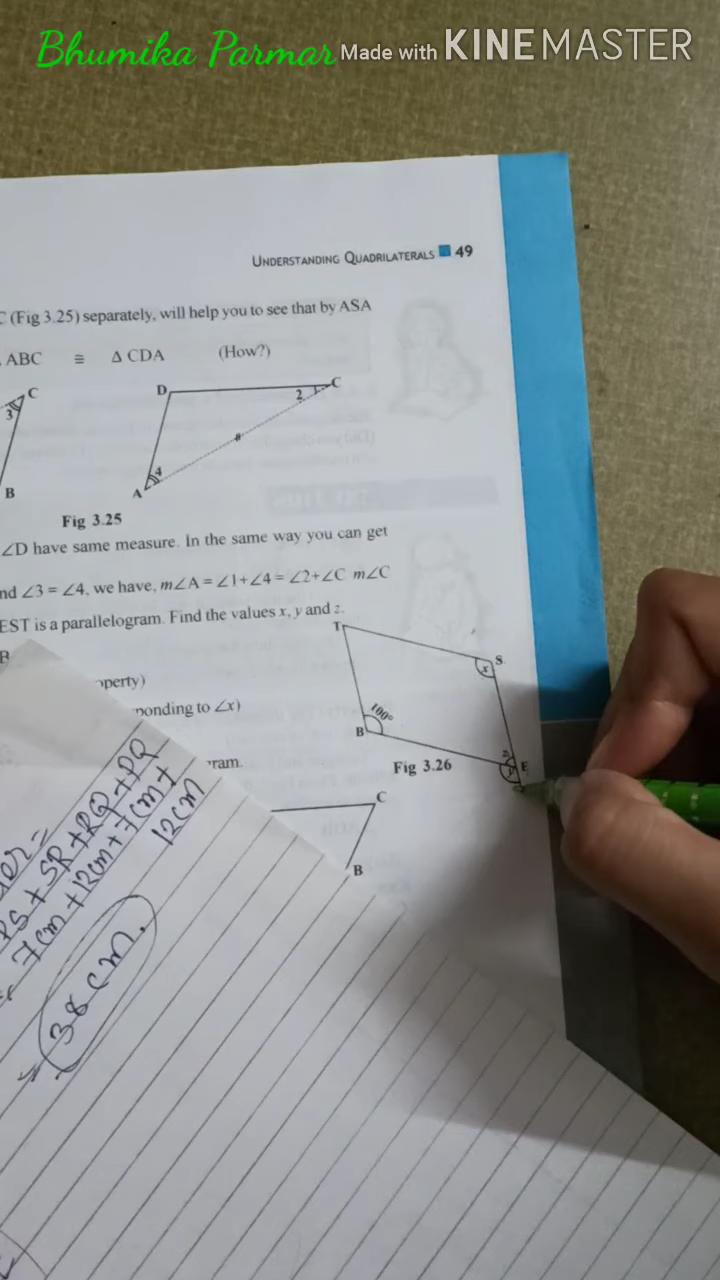 Bhumika Parmar Made with KINEMASTER
UNDERSTANDING QUADRILATERALS 49
C (Fig 3.25) separately, will help you to see that by ASA
ABC ≅ Δ CDA (How?)
C
3
B
D
C
2
4
A
Fig 3.25
∠D have same measure. In the same way you can get
nd ∠3 = ∠4, we have, m∠A = ∠1+∠4 = ∠2+∠C m∠C
EST is a parallelogram. Find the values x, y and z.
T
S
x
100°
B
z
E
y
Fig 3.26
operty)
ponding to ∠x)
ram.
C
B
PS + SR + RQ + PQ
7cm + 12cm + 7cm +
12cm
38 cm.